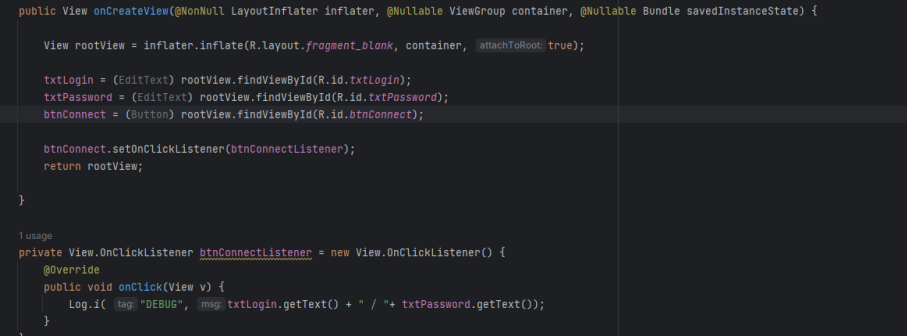 public View onCreateView(@NonNull LayoutInflater inflater, @Nullable ViewGroup container, @Nullable Bundle savedInstanceState) {
View rootView = inflater.inflate(R.layout.fragment_blank, container, attachToRoot: true);
txtLogin = (EditText) rootView.findViewById(R.id.txtLogin);
txtPassword = (EditText) rootView.findViewById(R.id.txtPassword);
btnConnect = (Button) rootView.findViewById(R.id.btnConnect);
btnConnect.setOnClickListener(btnConnectListener);
return rootView;
}
1 usage
private View.OnClickListener btnConnectListener = new View.OnClickListener() {
@Override
public void onClick(View v) {
Log.i( tag: "DEBUG", msg: txtLogin.getText() + " / "+ txtPassword.getText());
}
}